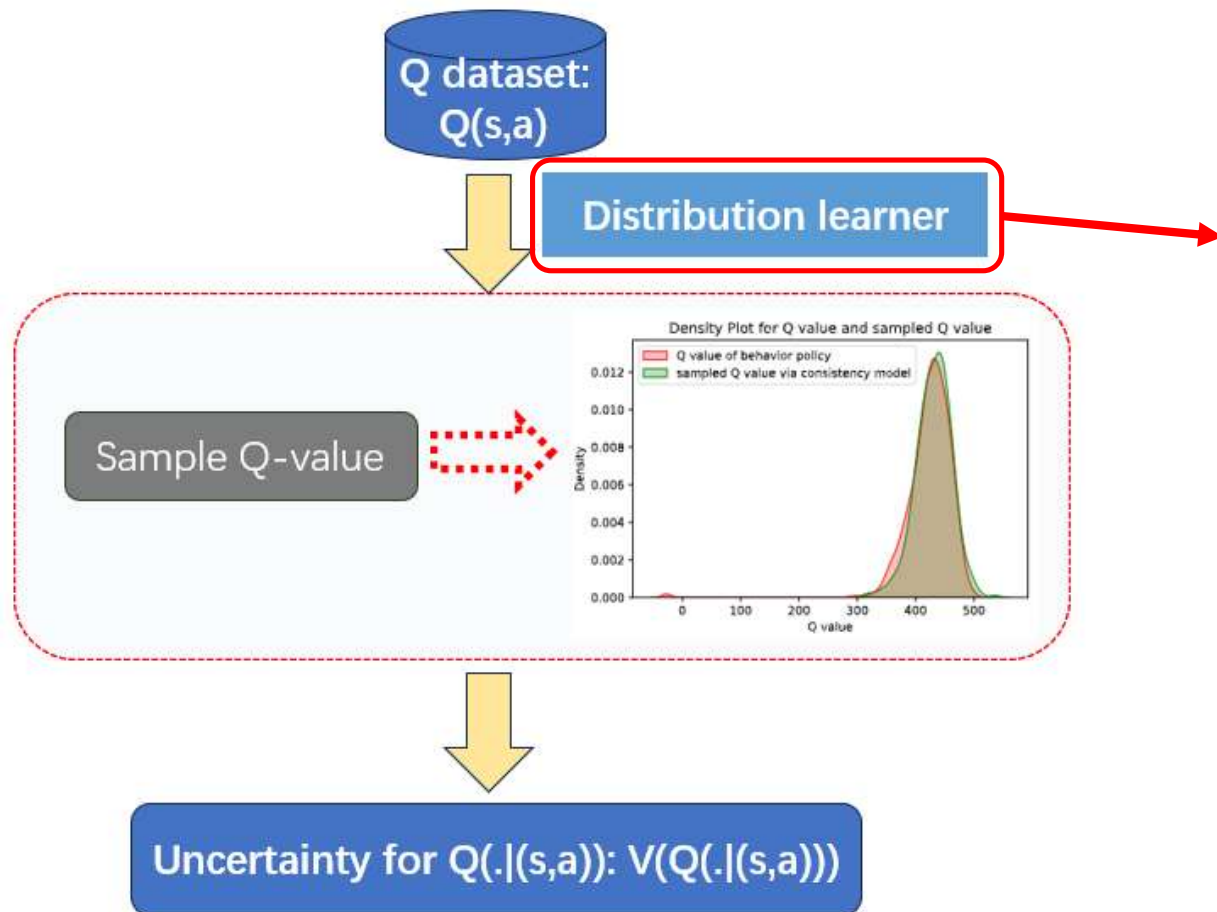 Q dataset:
Q(s,a)
Distribution learner
Sample Q-value
Density Plot for Q value and sampled Q value
Q value of behavior policy
sampled Q value via consistency model
Density
0.012
0.010
0.008
0.006
0.004
0.002
0.000
0 100 200 300 400 500
Q value
Uncertainty for Q(.|(s,a)): V(Q(.|(s,a)))